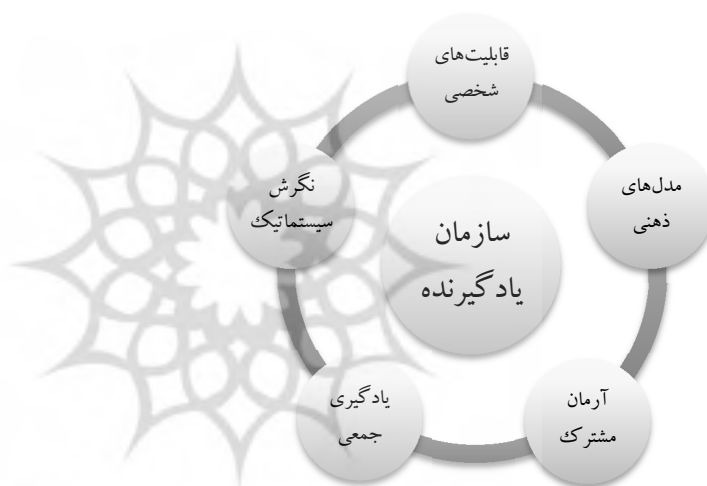 قابلیت‌های
شخصی
مدل‌های
ذهنی
آرمان
مشترک
یادگیری
جمعی
نگرش
سیستماتیک
سازمان
یادگیرنده